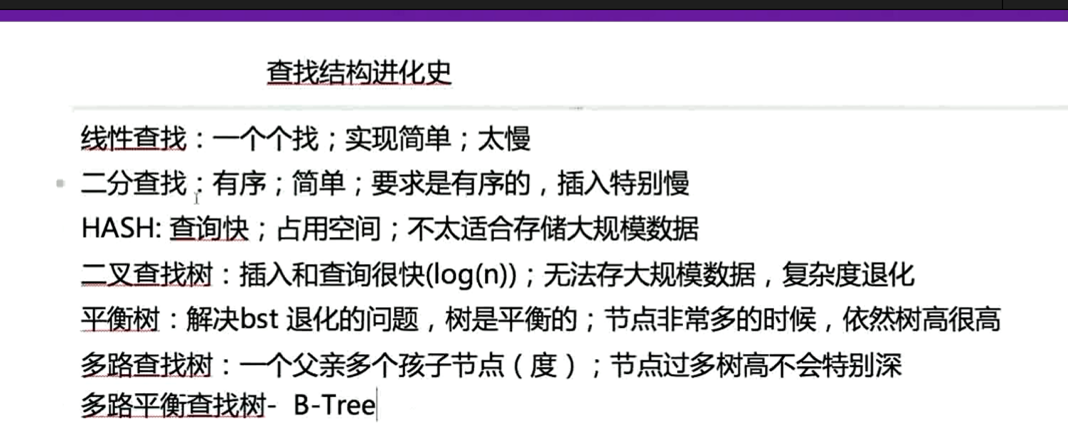 查找结构进化史
线性查找：一个个找；实现简单；太慢
二分查找：有序；简单；要求是有序的，插入特别慢
HASH: 查询快；占用空间；不太适合存储大规模数据
二叉查找树：插入和查询很快(log(n))；无法存大规模数据，复杂度退化
平衡树：解决bst 退化的问题，树是平衡的；节点非常多的时候，依然树高很高
多路查找树：一个父亲多个孩子节点（度）；节点过多树高不会特别深
多路平衡查找树- B-Tree